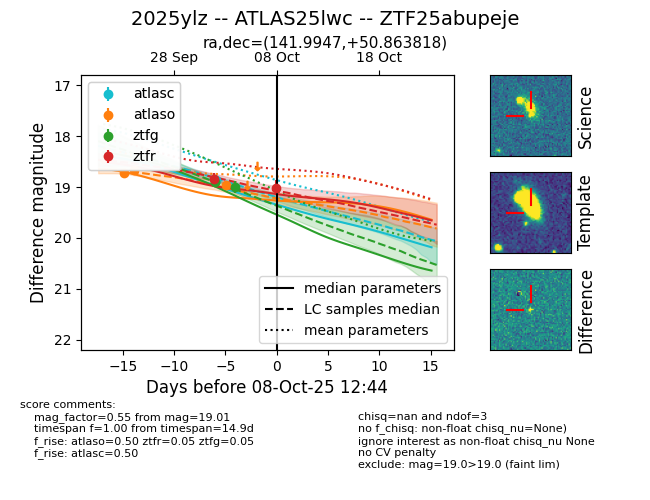 2025ylz -- ATLAS25lwc -- ZTF25abupeje
ra,dec=(141.9947,+50.863818)
28 Sep
08 Oct
18 Oct
17
18
19
20
21
22
Difference magnitude
atlasc
atlaso
ztfg
ztfr
median parameters
LC samples median
mean parameters
−15
−10
−5
0
5
10
15
Days before 08-Oct-25 12:44
Science
Template
Difference
score comments:
mag_factor=0.55 from mag=19.01
timespan f=1.00 from timespan=14.9d
f_rise: atlaso=0.50 ztfr=0.05 ztfg=0.05
f_rise: atlasc=0.50
chisq=nan and ndof=3
no f_chisq: non-float chisq_nu=None)
ignore interest as non-float chisq_nu None
no CV penalty
exclude: mag=19.0>19.0 (faint lim)